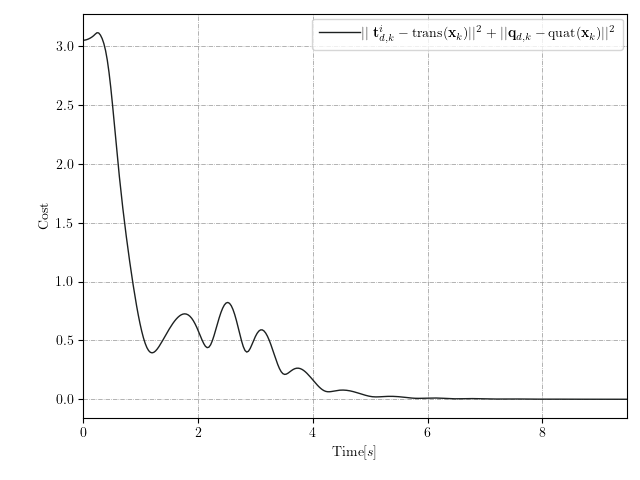 || t^i_{d,k} − trans(x_k)||^2 + ||q_{d,k} − quat(x_k)||^2
3.0
2.5
2.0
1.5
1.0
0.5
0.0
Cost
0 2 4 6 8
Time[s]